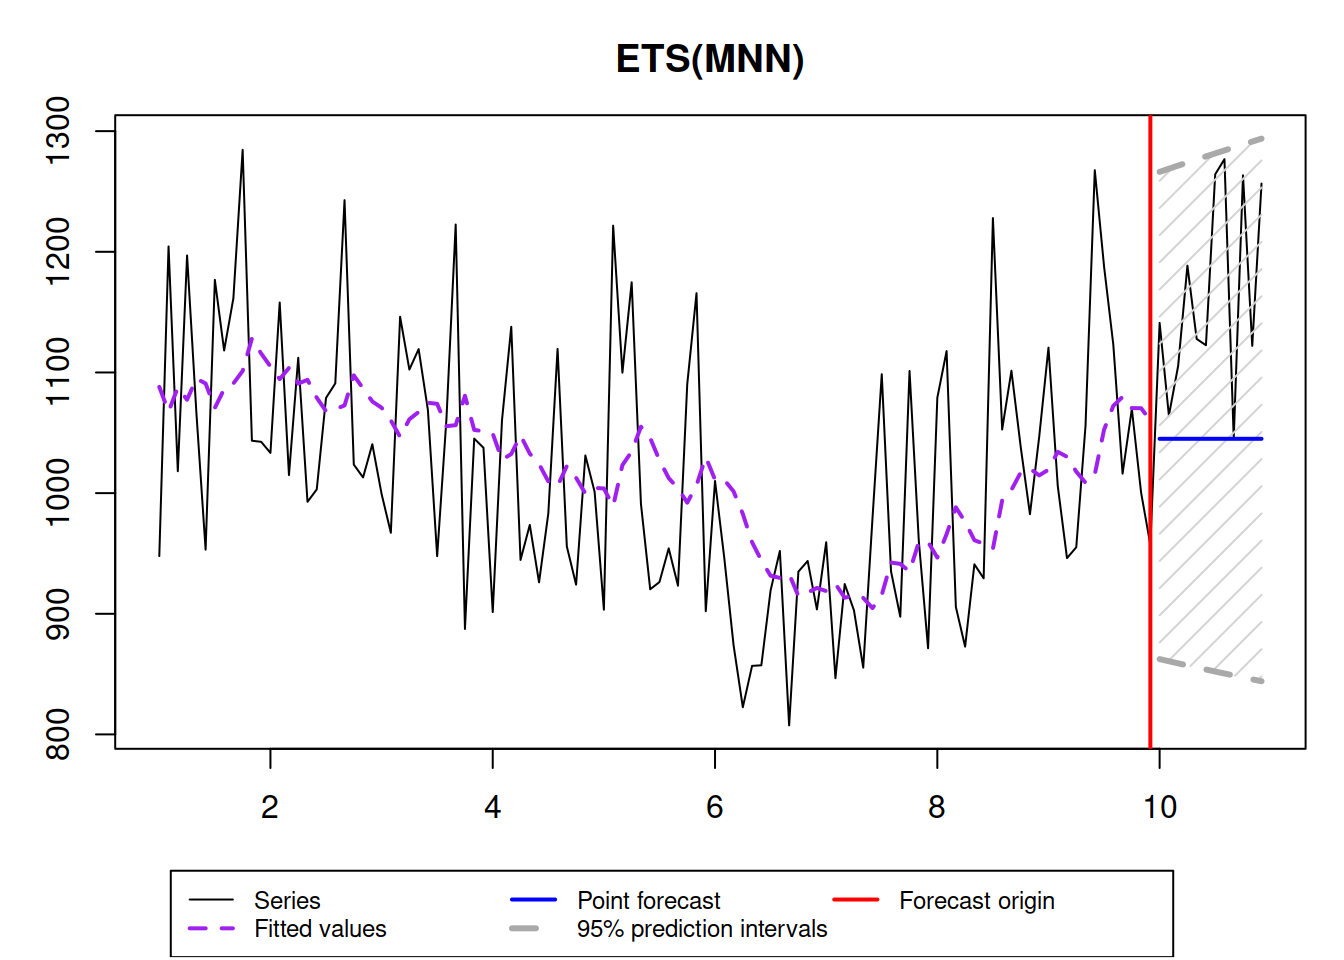 ETS(MNN)
1300
1200
1100
1000
900
800
2 4 6 8 10
Series Point forecast Forecast origin
Fitted values 95% prediction intervals